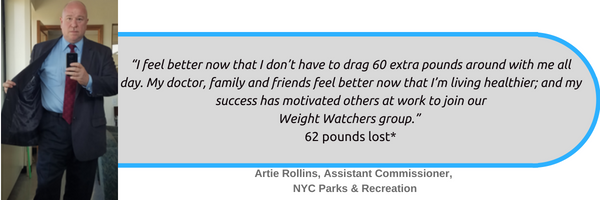 “I feel better now that I don’t have to drag 60 extra pounds around with me all
day. My doctor, family and friends feel better now that I’m living healthier; and my
success has motivated others at work to join our
Weight Watchers group.”
62 pounds lost*
Artie Rollins, Assistant Commissioner,
NYC Parks & Recreation